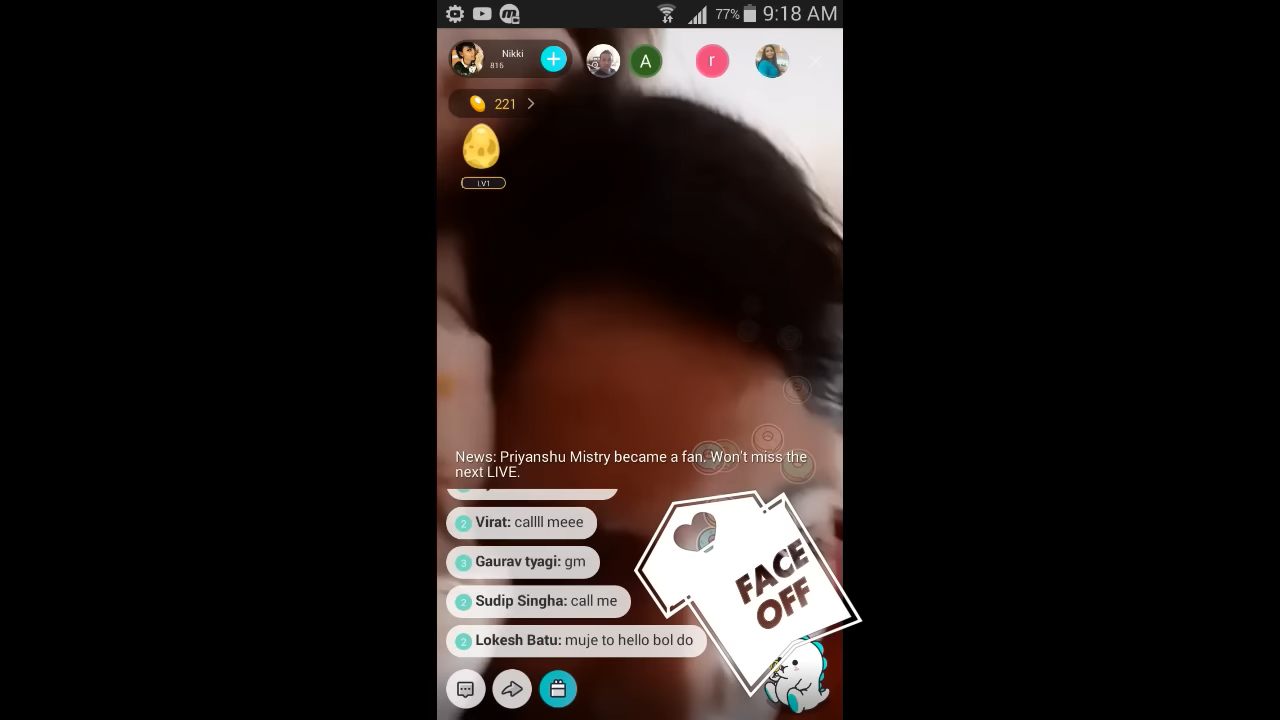 77% 9:18 AM
Nikki
815
A
r
221
LV1
News: Priyanshu Mistry became a fan. Won't miss the
next LIVE.
2 Virat: callll meee
3 Gaurav tyagi: gm
2 Sudip Singha: call me
2 Lokesh Batu: muje to hello bol do
FACE
OFF